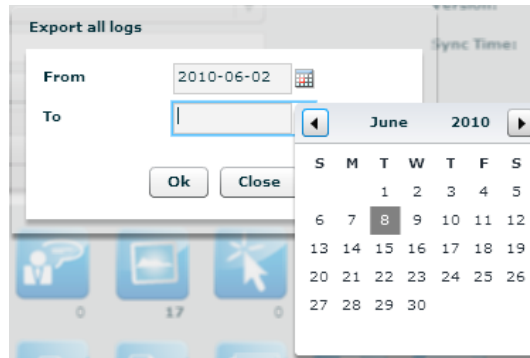 Version:
Export all logs
Sync Time:
From 2010-06-02
To
June 2010
S M T W T F S
1 2 3 4 5
Ok Close
6 7 8 9 10 11 12
13 14 15 16 17 18 19
20 21 22 23 24 25 26
27 28 29 30
0 17 0